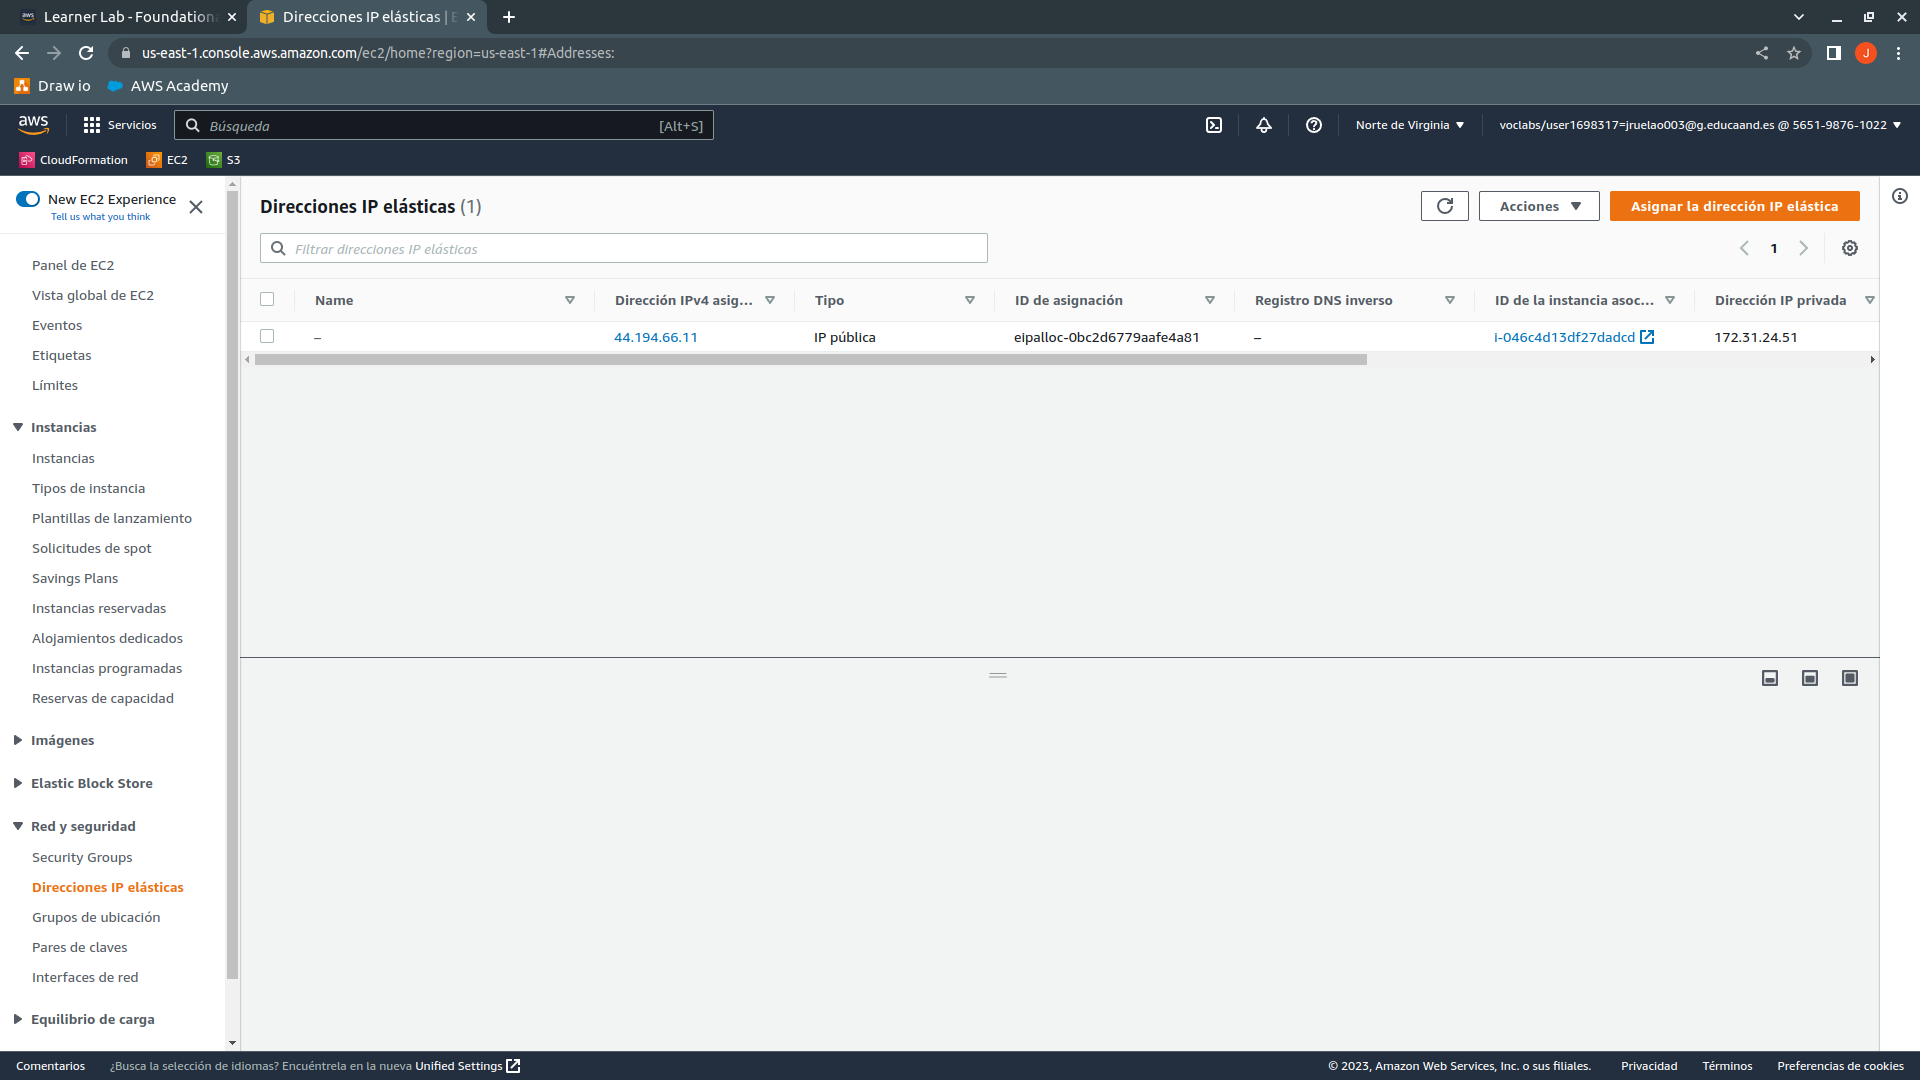 Learner Lab - Foundation
Direcciones IP elásticas | E
us-east-1.console.aws.amazon.com/ec2/home?region=us-east-1#Addresses:
J
Draw io
AWS Academy
aws
Servicios
Búsqueda
[Alt+S]
Norte de Virginia
voclabs/user1698317=jruelao003@g.educaand.es @ 5651-9876-1022
CloudFormation
EC2
S3
New EC2 Experience
Tell us what you think
Panel de EC2
Vista global de EC2
Eventos
Etiquetas
Límites
Instancias
Instancias
Tipos de instancia
Plantillas de lanzamiento
Solicitudes de spot
Savings Plans
Instancias reservadas
Alojamientos dedicados
Instancias programadas
Reservas de capacidad
Imágenes
Elastic Block Store
Red y seguridad
Security Groups
Direcciones IP elásticas
Grupos de ubicación
Pares de claves
Interfaces de red
Equilibrio de carga
Direcciones IP elásticas (1)
Acciones
Asignar la dirección IP elástica
Filtrar direcciones IP elásticas
1
Name Dirección IPv4 asig... Tipo ID de asignación Registro DNS inverso ID de la instancia asoc... Dirección IP privada
– 44.194.66.11 IP pública eipalloc-0bc2d6779aafe4a81 – i-046c4d13df27dadcd 172.31.24.51
Comentarios
¿Busca la selección de idiomas? Encuéntrela en la nueva Unified Settings
© 2023, Amazon Web Services, Inc. o sus filiales.
Privacidad
Términos
Preferencias de cookies